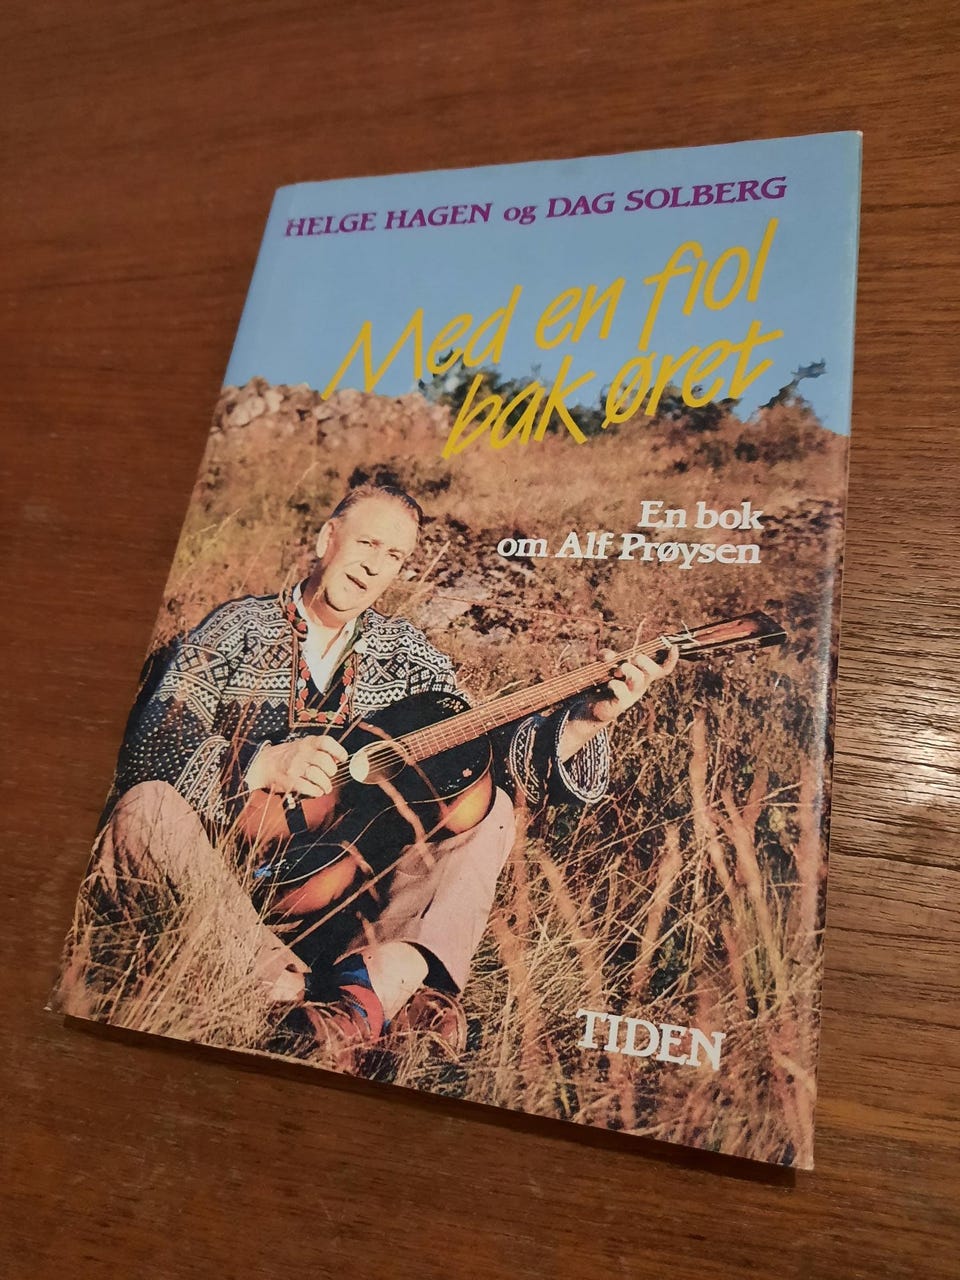 HELGE HAGEN og DAG SOLBERG
Med en fiol
bak øret
En bok
om Alf Prøysen
TIDEN